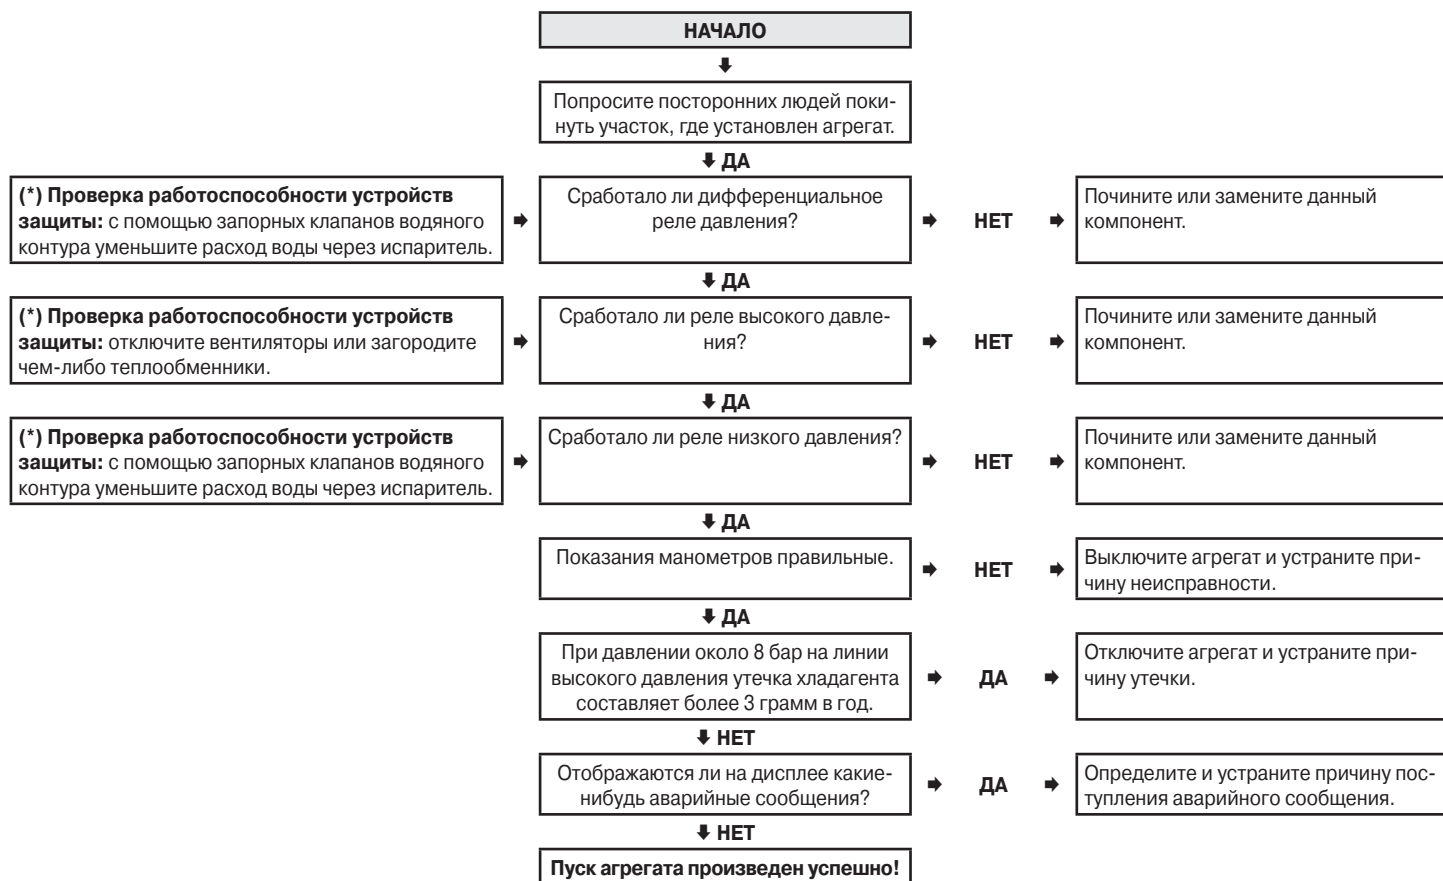 НАЧАЛО
Попросите посторонних людей поки-
нуть участок, где установлен агрегат.
ДА
(*) Проверка работоспособности устройств
защиты: с помощью запорных клапанов водяного
контура уменьшите расход воды через испаритель.
Сработало ли дифференциальное
реле давления?
НЕТ
Почините или замените данный
компонент.
ДА
(*) Проверка работоспособности устройств
защиты: отключите вентиляторы или загородите
чем-либо теплообменники.
Сработало ли реле высокого давле-
ния?
НЕТ
Почините или замените данный
компонент.
ДА
(*) Проверка работоспособности устройств
защиты: с помощью запорных клапанов водяного
контура уменьшите расход воды через испаритель.
Сработало ли реле низкого давления?
НЕТ
Почините или замените данный
компонент.
ДА
Показания манометров правильные.
НЕТ
Выключите агрегат и устраните при-
чину неисправности.
ДА
При давлении около 8 бар на линии
высокого давления утечка хладагента
составляет более 3 грамм в год.
ДА
Отключите агрегат и устраните при-
чину утечки.
НЕТ
Отображаются ли на дисплее какие-
нибудь аварийные сообщения?
ДА
Определите и устраните причину пос-
тупления аварийного сообщения.
НЕТ
Пуск агрегата произведен успешно!